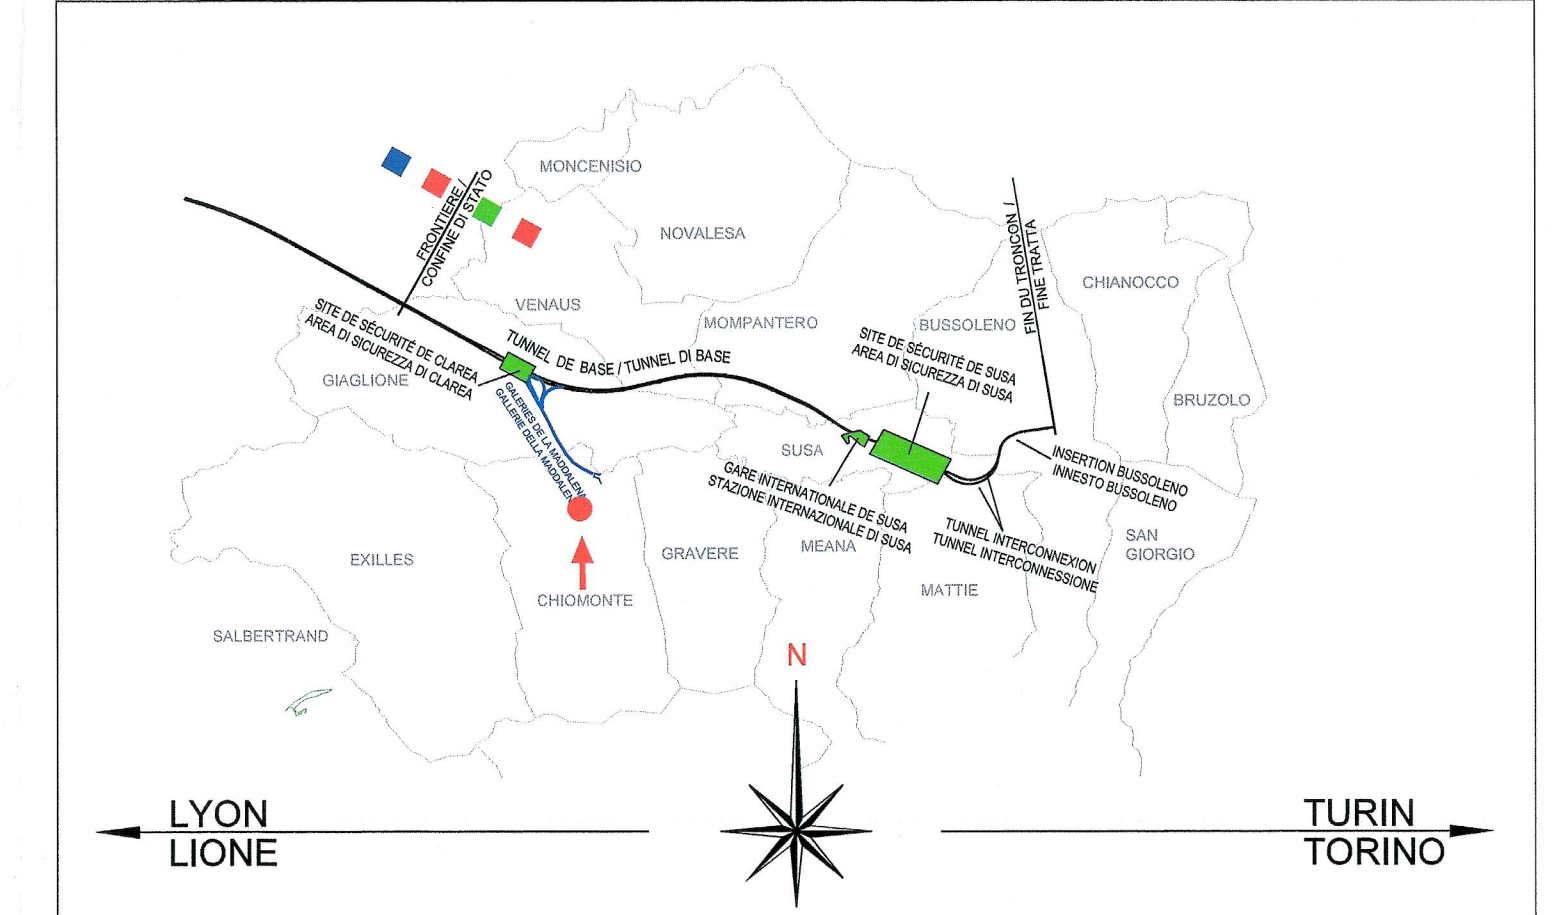 MONCENISIO
FRONTIERE /
CONFINE DI STATO
NOVALESA
FIN DU TRONCON /
FINE TRATTA
CHIANOCCO
VENAUS
MOMPANTERO
BUSSOLENO
SITE DE SÉCURITÉ DE CLAREA
AREA DI SICUREZZA DI CLAREA
TUNNEL DE BASE / TUNNEL DI BASE
SITE DE SÉCURITÉ DE SUSA
AREA DI SICUREZZA DI SUSA
GIAGLIONE
BRUZOLO
GALERIES DE LA MADDALENA
GALLERIE DELLA MADDALEN
SUSA
GARE INTERNATIONALE DE SUSA
STAZIONE INTERNAZIONALE DI SUSA
INSERTION BUSSOLENO
INNESTO BUSSOLENO
TUNNEL INTERCONNEXION
TUNNEL INTERCONNESSIONE
SAN
GIORGIO
EXILLES
GRAVERE
MEANA
MATTIE
CHIOMONTE
SALBERTRAND
N
LYON
LIONE
TURIN
TORINO